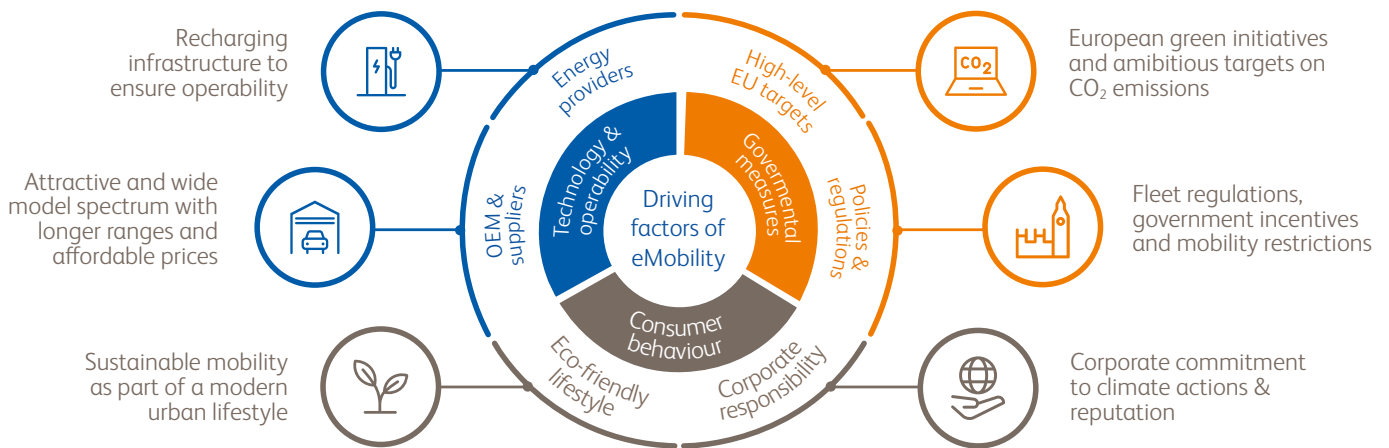 Recharging
infrastructure to
ensure operability
Attractive and wide
model spectrum with
longer ranges and
affordable prices
Sustainable mobility
as part of a modern
urban lifestyle
Energy
providers
OEM &
suppliers
Eco-friendly
lifestyle
Technology &
operability
Driving
factors of
eMobility
Govermental
measures
Consumer
behaviour
High-level
EU targets
Policies &
regulations
Corporate
responsibility
CO2
European green initiatives
and ambitious targets on
CO₂ emissions
Fleet regulations,
government incentives
and mobility restrictions
Corporate commitment
to climate actions &
reputation